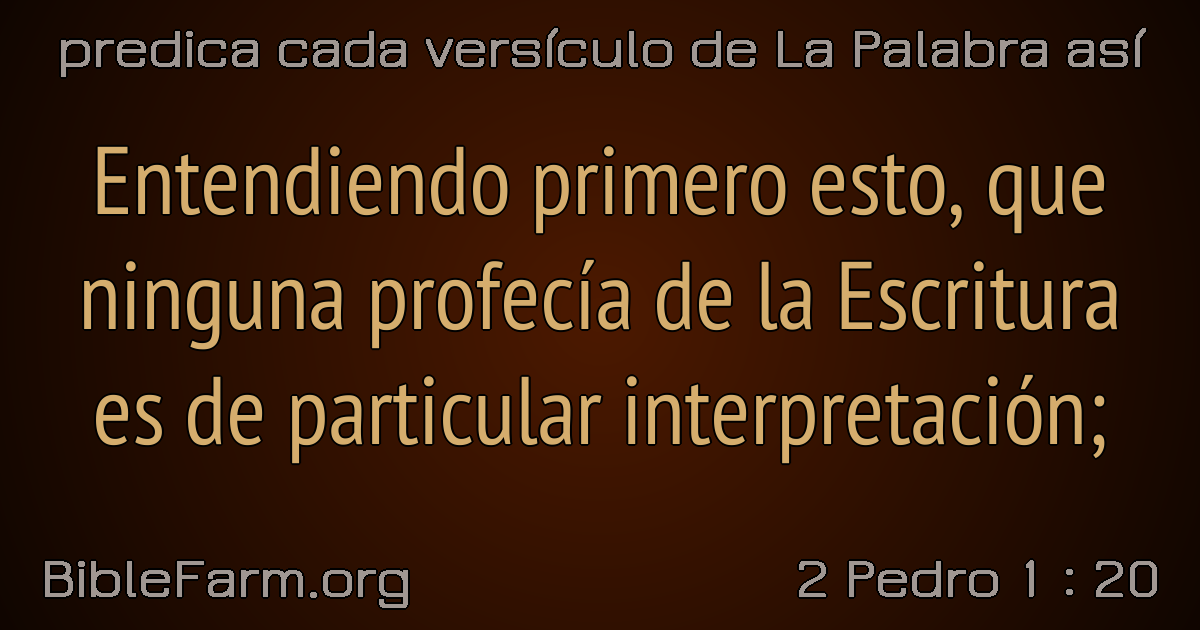 predica cada versículo de La Palabra así
Entendiendo primero esto, que
ninguna profecía de la Escritura
es de particular interpretación;
BibleFarm.org
2 Pedro 1 : 20